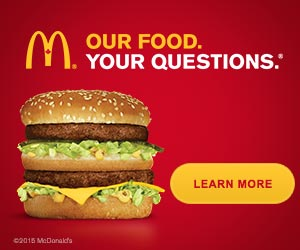 OUR FOOD.
YOUR QUESTIONS.®
LEARN MORE
©2015 McDonald's